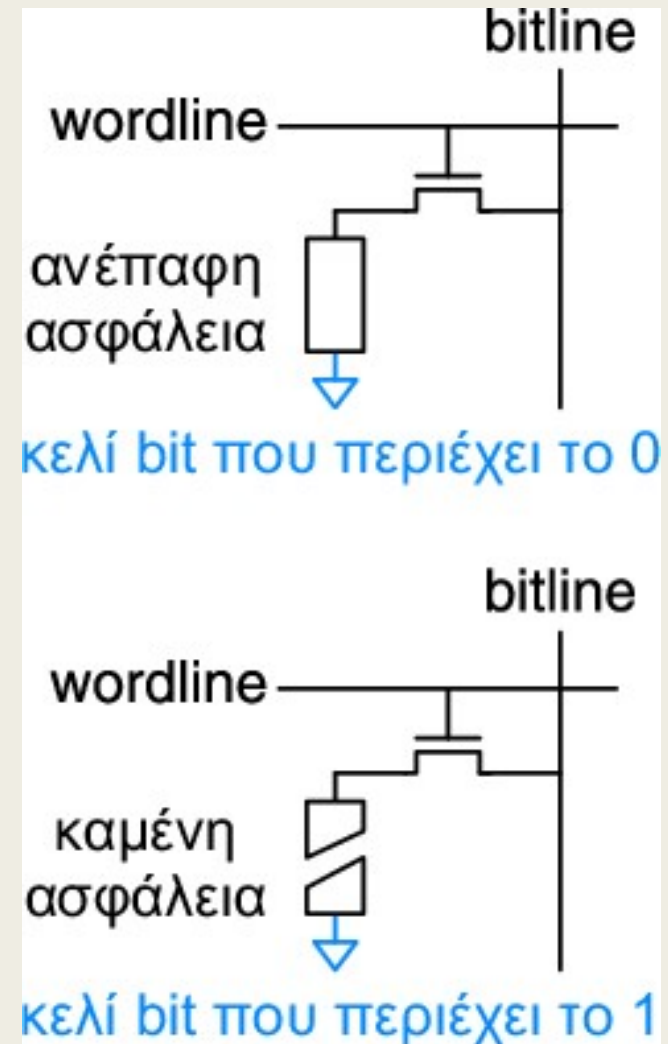 bitline
wordline
ανέπαφη
ασφάλεια
κελί bit που περιέχει το 0
bitline
wordline
καμένη
ασφάλεια
κελί bit που περιέχει το 1